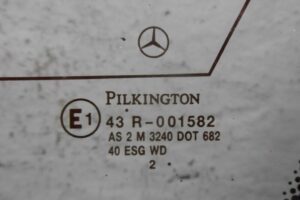 PILKINGTON
E1 43 R-001582
AS 2 M 3240 DOT 682
40 ESG WD
2